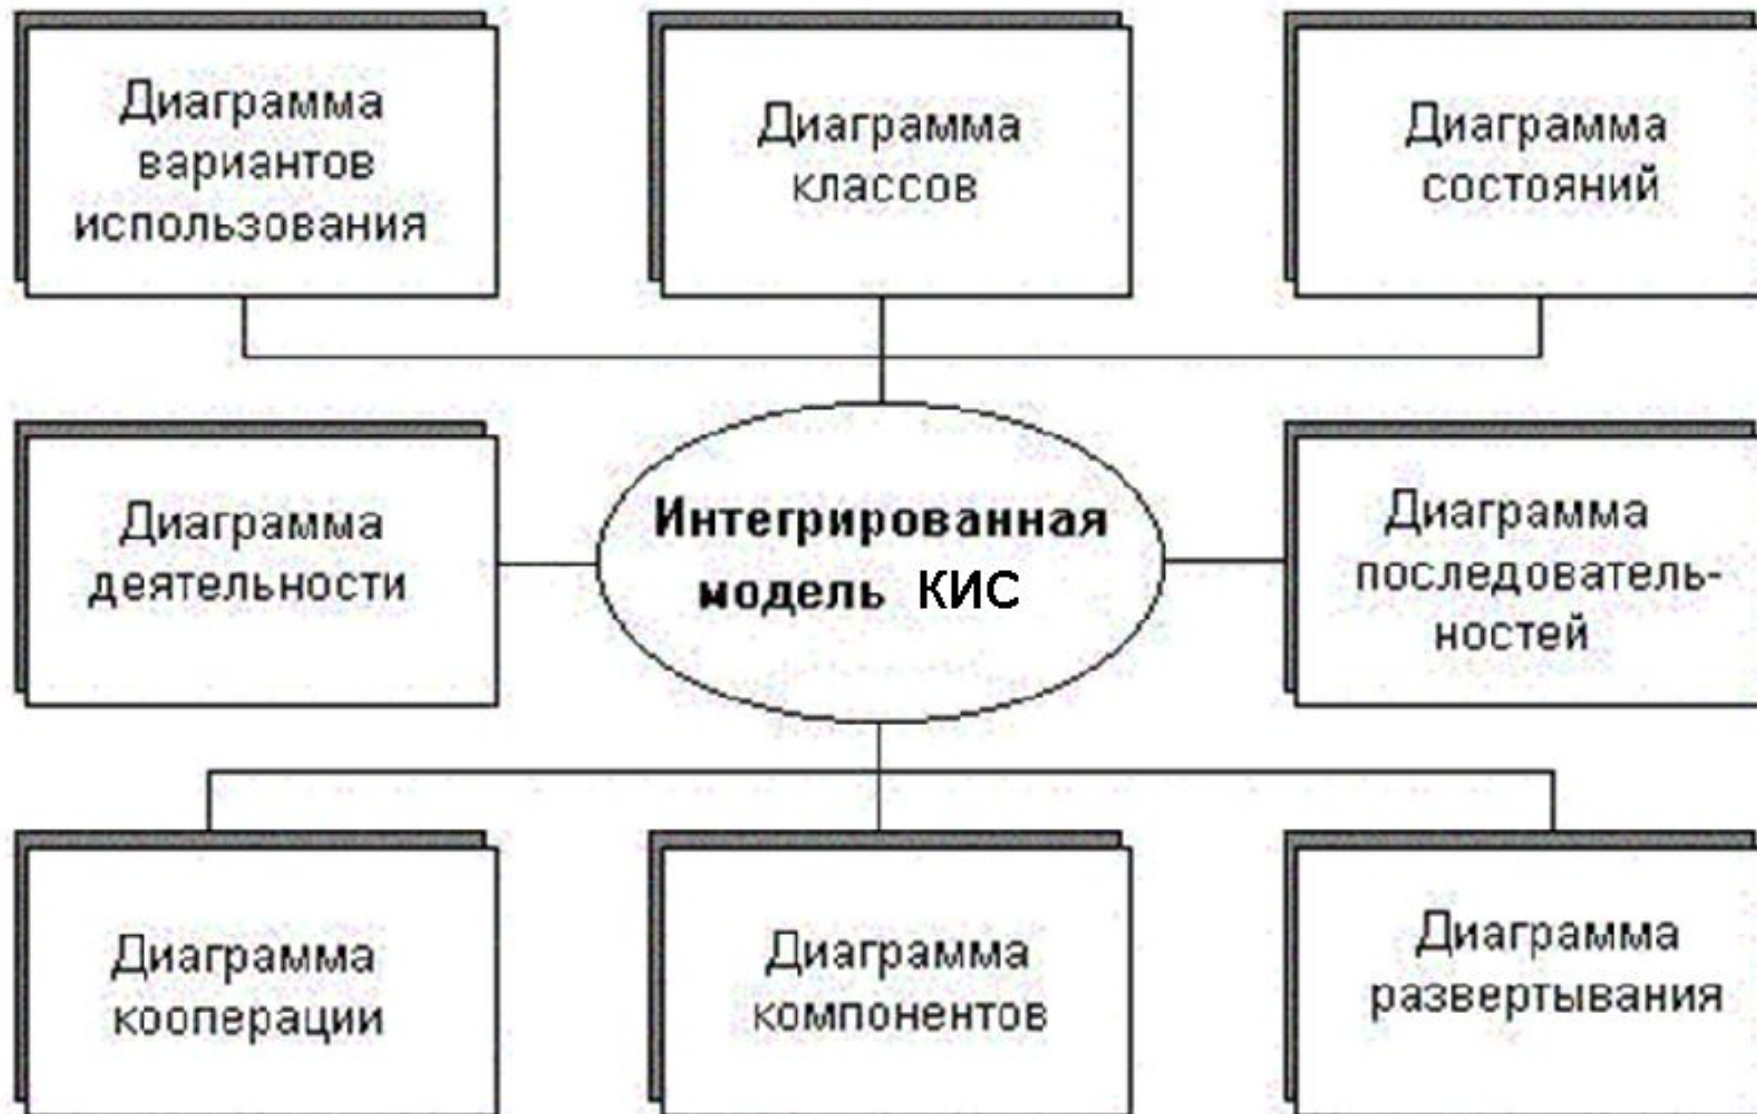 Диаграмма
вариантов
использования
Диаграмма
классов
Диаграмма
состояний
Диаграмма
деятельности
Интегрированная
модель КИС
Диаграмма
последователь-
ностей
Диаграмма
кооперации
Диаграмма
компонентов
Диаграмма
развертывания